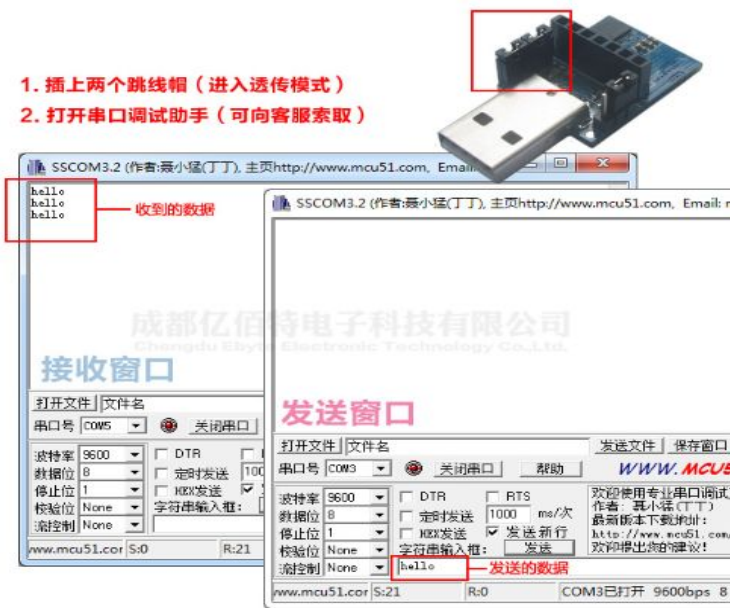 1. 插上两个跳线帽（进入透传模式）
2. 打开串口调试助手（可向客服索取）
SSCOM3.2 (作者:聂小猛(丁丁), 主页http://www.mcu51.com, Email
hello
hello
hello
收到的数据
成都亿佰特电子科技有限公司
Chengdu Ebyte Electronic Technology Co.,Ltd.
接收窗口
打开文件 文件名
串口号 COM5 关闭串口
波特率 9600 DTR
数据位 8 定时发送 100
停止位 1 HEX发送
校验位 None 字符串输入框:
流控制 None
www.mcu51.cor S:0 R:21
SSCOM3.2 (作者:聂小猛(丁丁), 主页http://www.mcu51.com, Email:
发送窗口
打开文件 文件名 发送文件 保存窗口
串口号 COM3 关闭串口 帮助 WWW.MCU5
波特率 9600 DTR RTS
数据位 8 定时发送 1000 ms/次
停止位 1 HEX发送 发送新行
校验位 None 字符串输入框: 发送
流控制 None hello
发送的数据
欢迎使用专业串口调试
作者：聂小猛(丁丁)
最新版本下载地址:
http://www.mcu51.com/
欢迎提出您的建议!
www.mcu51.cor S:21 R:0 COM3已打开 9600bps 8